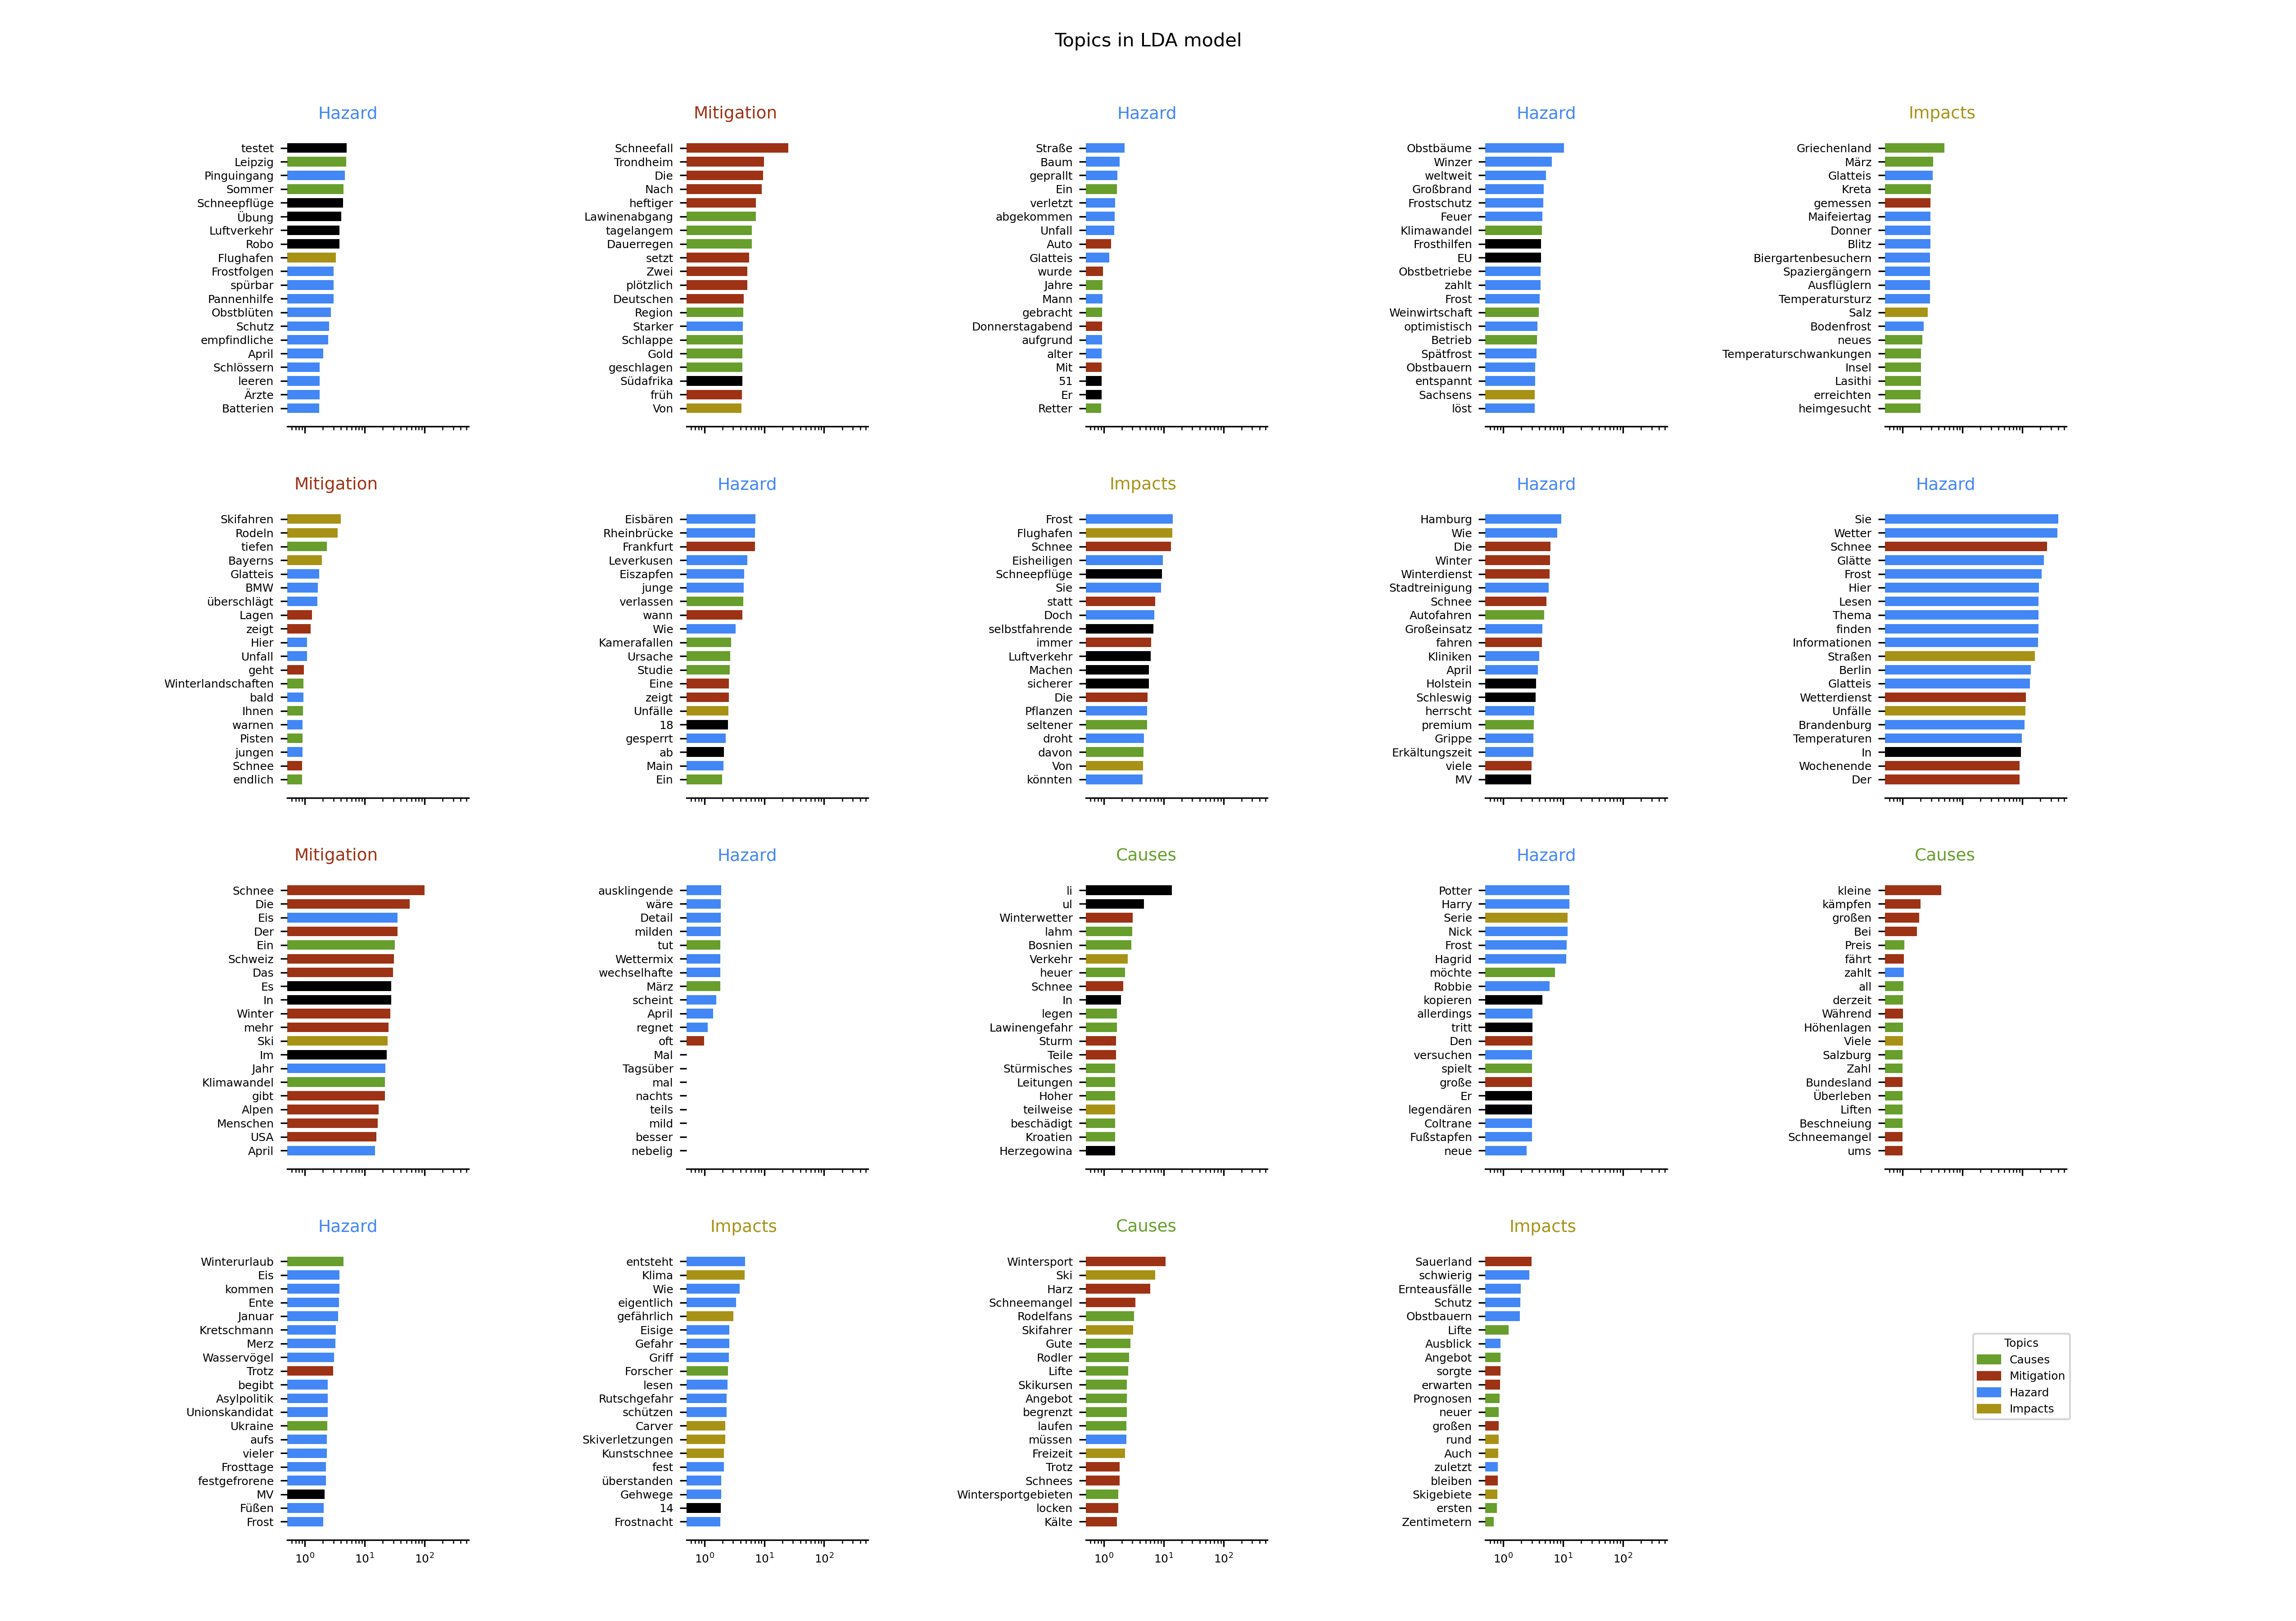 Topics in LDA model
Hazard
testet
Leipzig
Pinguingang
Sommer
Schneepflüge
Übung
Luftverkehr
Robo
Flughafen
Frostfolgen
spürbar
Pannenhilfe
Obstblüten
Schutz
empfindliche
April
Schlössern
leeren
Ärzte
Batterien
Mitigation
Schneefall
Trondheim
Die
Nach
heftiger
Lawinenabgang
tagelangem
Dauerregen
setzt
Zwei
plötzlich
Deutschen
Region
Starker
Schlappe
Gold
geschlagen
Südafrika
früh
Von
Hazard
Straße
Baum
geprallt
Ein
verletzt
abgekommen
Unfall
Auto
Glatteis
wurde
Jahre
Mann
gebracht
Donnerstagabend
aufgrund
alter
Mit
51
Er
Retter
Hazard
Obstbäume
Winzer
weltweit
Großbrand
Frostschutz
Feuer
Klimawandel
Frosthilfen
EU
Obstbetriebe
zahlt
Frost
Weinwirtschaft
optimistisch
Betrieb
Spätfrost
Obstbauern
entspannt
Sachsens
löst
Impacts
Griechenland
März
Glatteis
Kreta
gemessen
Maifeiertag
Donner
Blitz
Biergartenbesuchern
Spaziergängern
Ausflüglern
Temperatursturz
Salz
Bodenfrost
neues
Temperaturschwankungen
Insel
Lasithi
erreichten
heimgesucht
Mitigation
Skifahren
Rodeln
tiefen
Bayerns
Glatteis
BMW
überschlägt
Lagen
zeigt
Hier
Unfall
geht
Winterlandschaften
bald
Ihnen
warnen
Pisten
jungen
Schnee
endlich
Hazard
Eisbären
Rheinbrücke
Frankfurt
Leverkusen
Eiszapfen
junge
verlassen
wann
Wie
Kamerafallen
Ursache
Studie
Eine
zeigt
Unfälle
18
gesperrt
ab
Main
Ein
Impacts
Frost
Flughafen
Schnee
Eisheiligen
Schneepflüge
Sie
statt
Doch
selbstfahrende
immer
Luftverkehr
Machen
sicherer
Die
Pflanzen
seltener
droht
davon
Von
könnten
Hazard
Hamburg
Wie
Die
Winter
Winterdienst
Stadtreinigung
Schnee
Autofahren
Großeinsatz
fahren
Kliniken
April
Holstein
Schleswig
herrscht
premium
Grippe
Erkältungszeit
viele
MV
Hazard
Sie
Wetter
Schnee
Glätte
Frost
Hier
Lesen
Thema
finden
Informationen
Straßen
Berlin
Glatteis
Wetterdienst
Unfälle
Brandenburg
Temperaturen
In
Wochenende
Der
Mitigation
Schnee
Die
Eis
Der
Ein
Schweiz
Das
Es
In
Winter
mehr
Ski
Im
Jahr
Klimawandel
gibt
Alpen
Menschen
USA
April
Hazard
ausklingende
wäre
Detail
milden
tut
Wettermix
wechselhafte
März
scheint
April
regnet
oft
Mal
Tagsüber
mal
nachts
teils
mild
besser
nebelig
Causes
li
ul
Winterwetter
lahm
Bosnien
Verkehr
heuer
Schnee
In
legen
Lawinengefahr
Sturm
Teile
Stürmisches
Leitungen
Hoher
teilweise
beschädigt
Kroatien
Herzegowina
Hazard
Potter
Harry
Serie
Nick
Frost
Hagrid
möchte
Robbie
kopieren
allerdings
tritt
Den
versuchen
spielt
große
Er
legendären
Coltrane
Fußstapfen
neue
Causes
kleine
kämpfen
großen
Bei
Preis
fährt
zahlt
all
derzeit
Während
Höhenlagen
Viele
Salzburg
Zahl
Bundesland
Überleben
Liften
Beschneiung
Schneemangel
ums
Hazard
Winterurlaub
Eis
kommen
Ente
Januar
Kretschmann
Merz
Wasservögel
Trotz
begibt
Asylpolitik
Unionskandidat
Ukraine
aufs
vieler
Frosttage
festgefrorene
MV
Füßen
Frost
10⁰ 10¹ 10²
Impacts
entsteht
Klima
Wie
eigentlich
gefährlich
Eisige
Gefahr
Griff
Forscher
lesen
Rutschgefahr
schützen
Carver
Skiverletzungen
Kunstschnee
fest
überstanden
Gehwege
14
Frostnacht
10⁰ 10¹ 10²
Causes
Wintersport
Ski
Harz
Schneemangel
Rodelfans
Skifahrer
Gute
Rodler
Lifte
Skikursen
Angebot
begrenzt
laufen
müssen
Freizeit
Trotz
Schnees
Wintersportgebieten
locken
Kälte
10⁰ 10¹ 10²
Impacts
Sauerland
schwierig
Ernteausfälle
Schutz
Obstbauern
Lifte
Ausblick
Angebot
sorgte
erwarten
Prognosen
neuer
großen
rund
Auch
zuletzt
bleiben
Skigebiete
ersten
Zentimetern
10⁰ 10¹ 10²
Topics
Causes
Mitigation
Hazard
Impacts